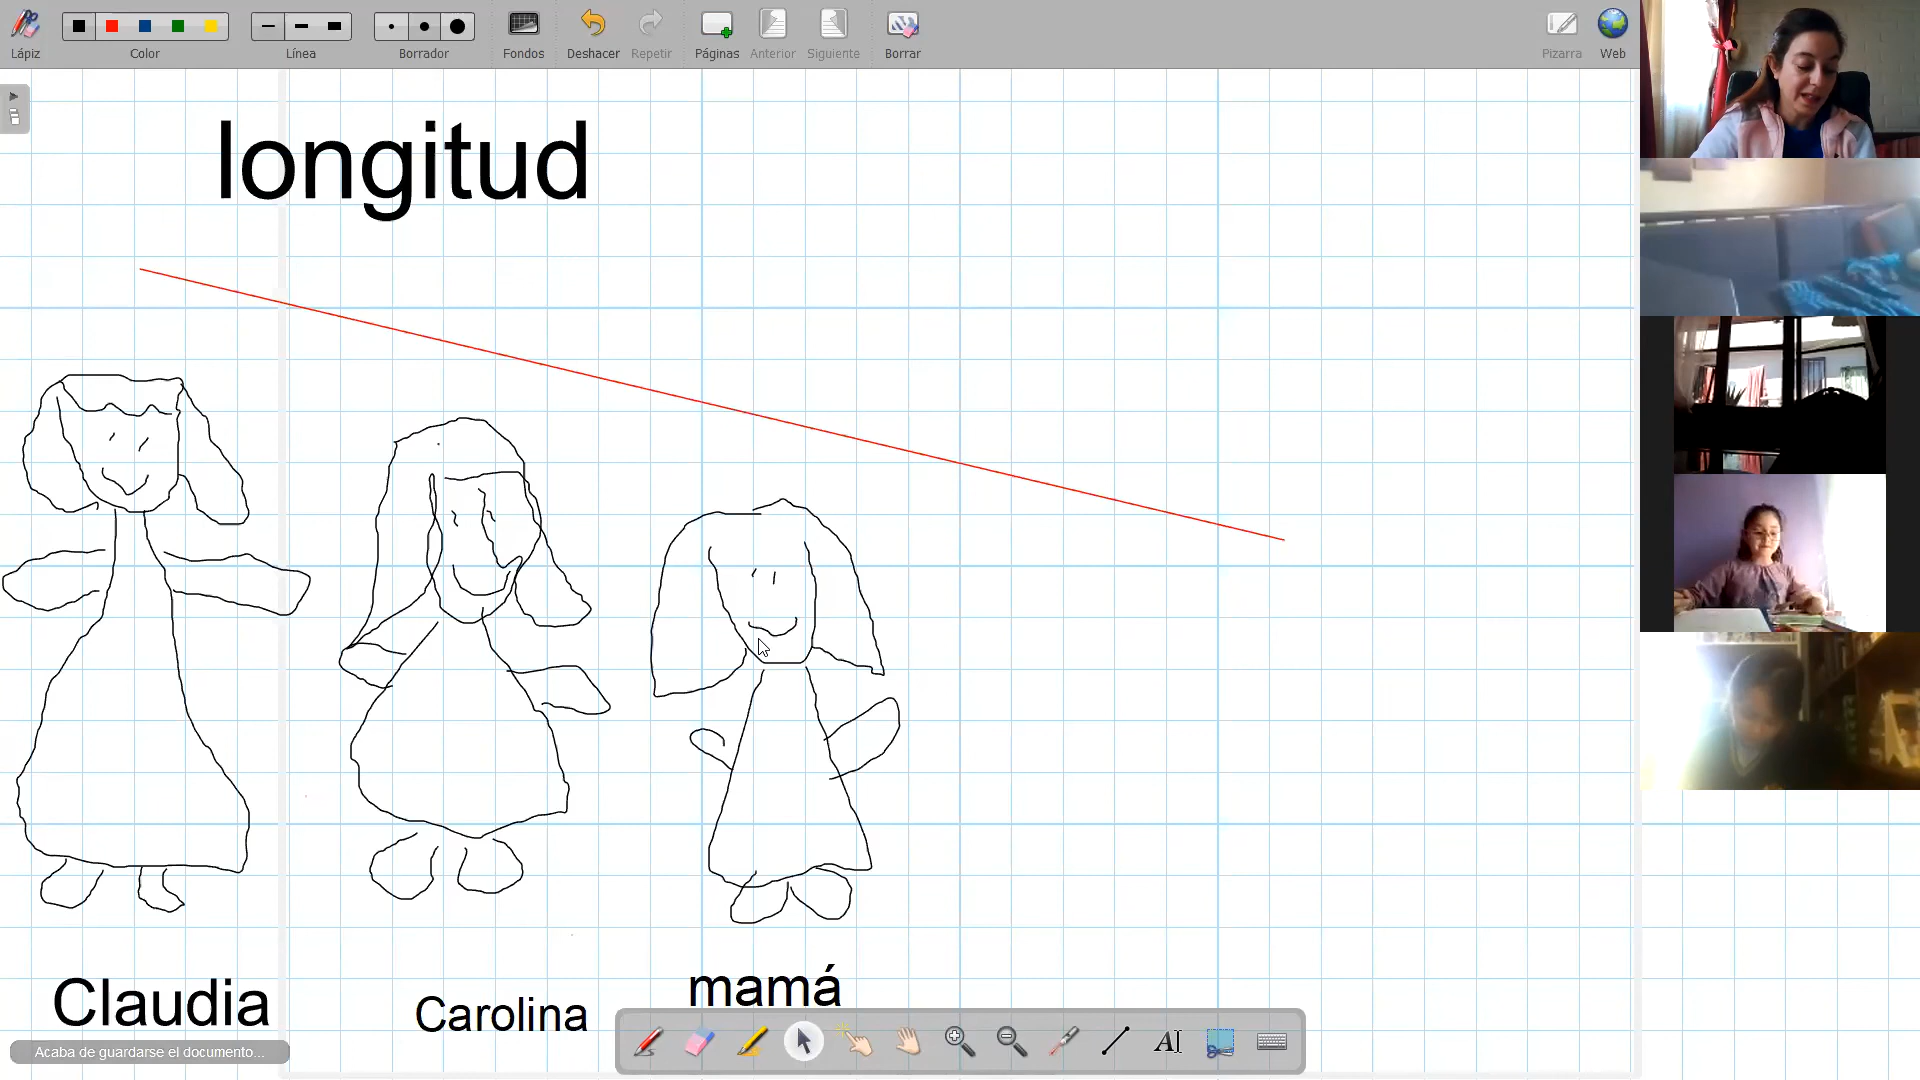 Lápiz
Color
Línea
Borrador
Fondos
Deshacer
Repetir
Páginas
Anterior
Siguiente
Borrar
Pizarra
Web
longitud
Claudia
Carolina
mamá
Acaba de guardarse el documento...